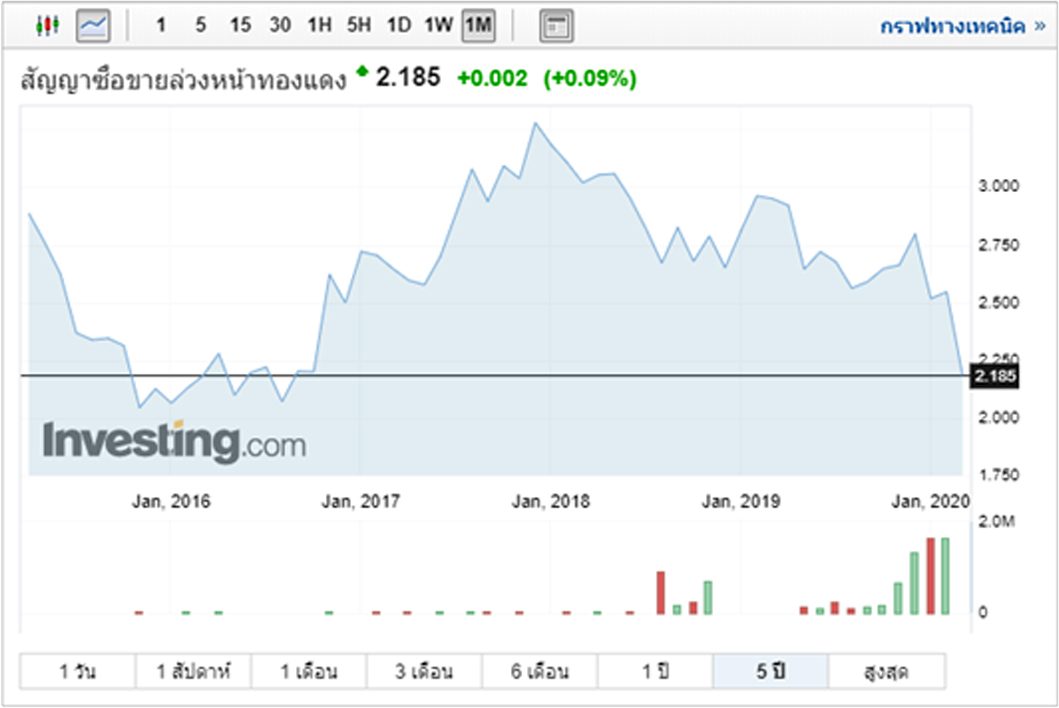 1 5 15 30 1H 5H 1D 1W 1M กราฟทางเทคนิค »
สัญญาซื้อขายล่วงหน้าทองแดง 2.185 +0.002 (+0.09%)
3.000
2.750
2.500
2.250
2.185
2.000
Investing.com
1.750
Jan, 2016 Jan, 2017 Jan, 2018 Jan, 2019 Jan, 2020
2.0M
0
1 วัน 1 สัปดาห์ 1 เดือน 3 เดือน 6 เดือน 1 ปี 5 ปี สูงสุด